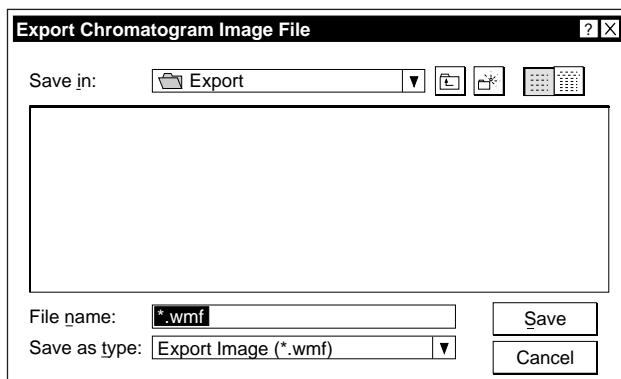 Export Chromatogram Image File ? X
Save in: Export
File name: *.wmf Save
Save as type: Export Image (*.wmf)
Cancel